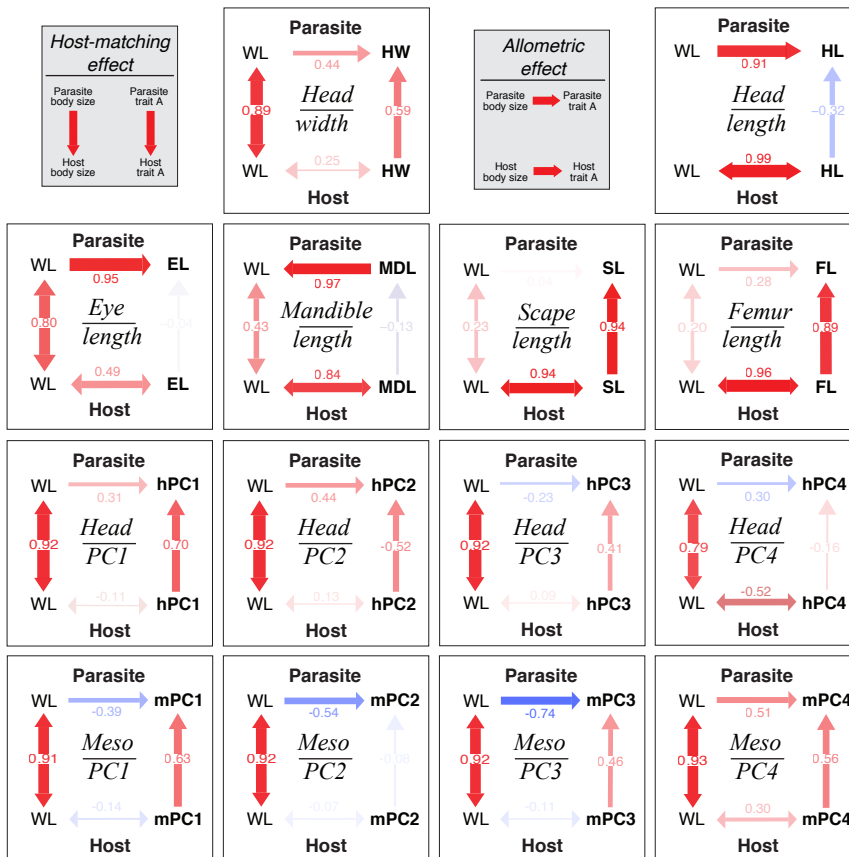 Host-matching
effect
Parasite
body size
Parasite
trait A
Host
body size
Host
trait A
Parasite
WL HW
0.44
0.89 0.59
Head
width
0.25
WL HW
Host
Allometric
effect
Parasite
body size
Parasite
trait A
Host
body size
Host
trait A
Parasite
WL HL
0.91
-0.32
Head
length
0.99
WL HL
Host
Parasite
WL EL
0.95
0.80 -0.04
Eye
length
0.49
WL EL
Host
Parasite
WL MDL
0.97
0.43 -0.13
Mandible
length
0.84
WL MDL
Host
Parasite
WL SL
0.23 0.94
Scape
length
0.94
WL SL
Host
Parasite
WL FL
0.28
0.20 0.89
Femur
length
0.96
WL FL
Host
Parasite
WL hPC1
0.31
0.92 0.70
Head
PC1
-0.11
WL hPC1
Host
Parasite
WL hPC2
0.44
0.92 -0.52
Head
PC2
0.13
WL hPC2
Host
Parasite
WL hPC3
-0.23
0.92 0.41
Head
PC3
0.09
WL hPC3
Host
Parasite
WL hPC4
0.30
0.79 -0.16
Head
PC4
-0.52
WL hPC4
Host
Parasite
WL mPC1
-0.39
0.91 0.63
Meso
PC1
-0.14
WL mPC1
Host
Parasite
WL mPC2
-0.54
0.92 -0.08
Meso
PC2
-0.07
WL mPC2
Host
Parasite
WL mPC3
-0.74
0.92 0.46
Meso
PC3
-0.11
WL mPC3
Host
Parasite
WL mPC4
0.51
0.93 0.56
Meso
PC4
0.30
WL mPC4
Host